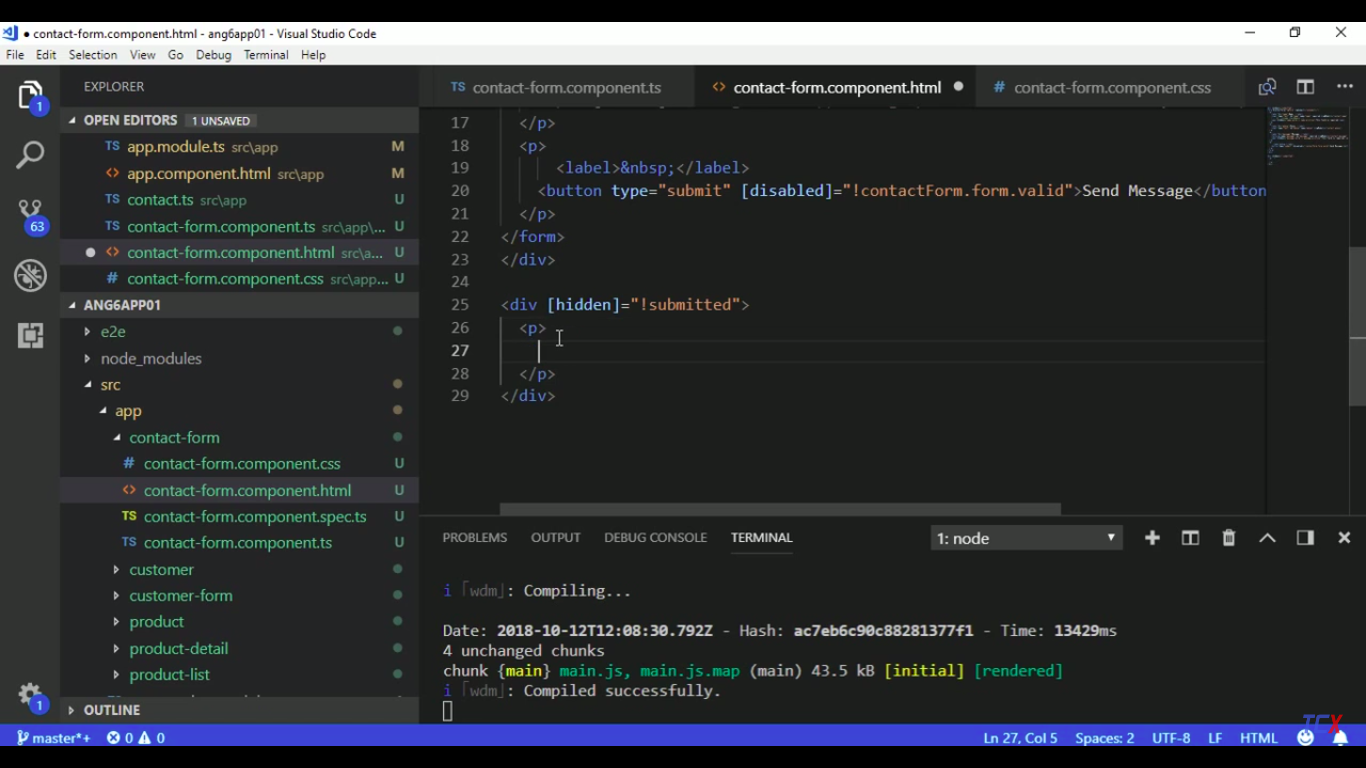 ● contact-form.component.html - ang6app01 - Visual Studio Code
File Edit Selection View Go Debug Terminal Help
EXPLORER
TS contact-form.component.ts <> contact-form.component.html ● # contact-form.component.css
OPEN EDITORS 1 UNSAVED
TS app.module.ts src\app M
<> app.component.html src\app M
TS contact.ts src\app U
TS contact-form.component.ts src\app\... U
● <> contact-form.component.html src\a... U
# contact-form.component.css src\app... U
ANG6APP01
e2e
node_modules
src
app
contact-form
# contact-form.component.css U
<> contact-form.component.html U
TS contact-form.component.spec.ts U
TS contact-form.component.ts U
customer
customer-form
product
product-detail
product-list
OUTLINE
1
63
1
17 </p>
18 <p>
19 <label>&nbsp;</label>
20 <button type="submit" [disabled]="!contactForm.form.valid">Send Message</button
21 </p>
22 </form>
23 </div>
24
25 <div [hidden]="!submitted">
26 <p>
27
28 </p>
29 </div>
PROBLEMS OUTPUT DEBUG CONSOLE TERMINAL 1: node
i ｢wdm｣: Compiling...
Date: 2018-10-12T12:08:30.792Z - Hash: ac7eb6c90c88281377f1 - Time: 13429ms
4 unchanged chunks
chunk {main} main.js, main.js.map (main) 43.5 kB [initial] [rendered]
i ｢wdm｣: Compiled successfully.
TCX
master*+ 0 0 Ln 27, Col 5 Spaces: 2 UTF-8 LF HTML